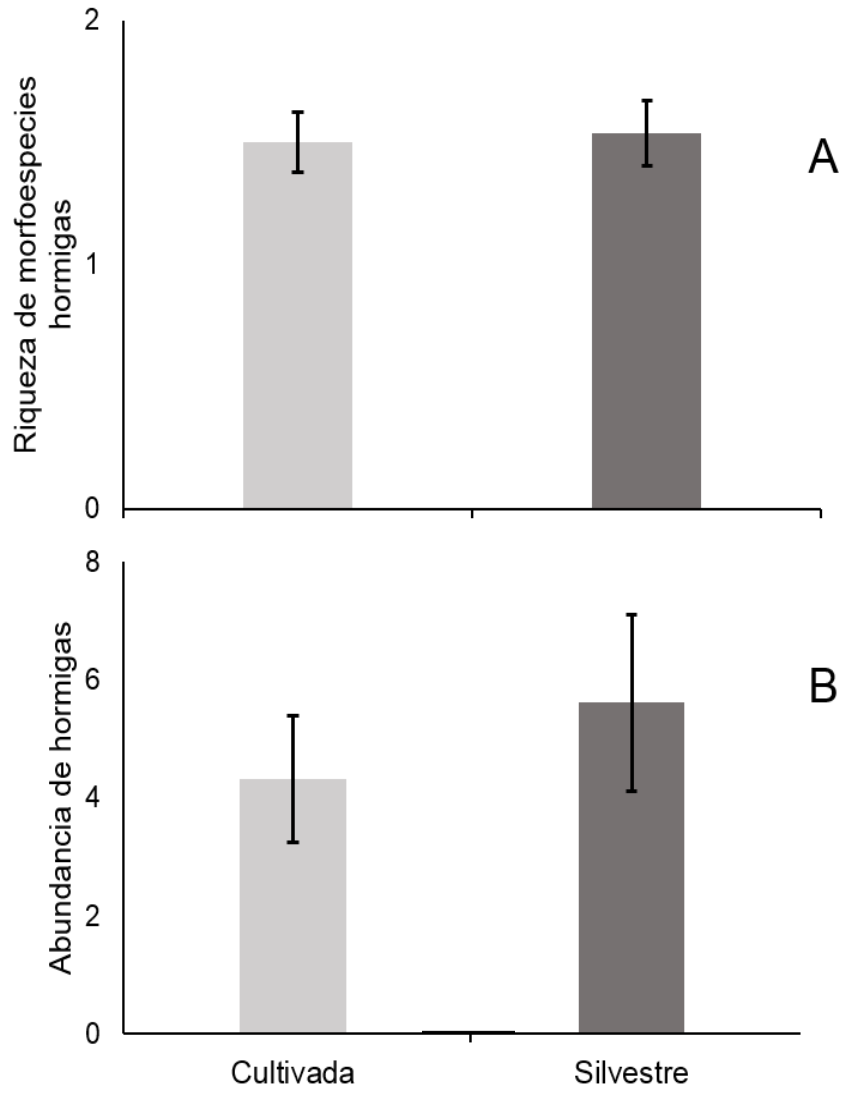 2
1
0
Riqueza de morfoespecies
hormigas
A
8
6
4
2
0
Abundancia de hormigas
B
Cultivada
Silvestre